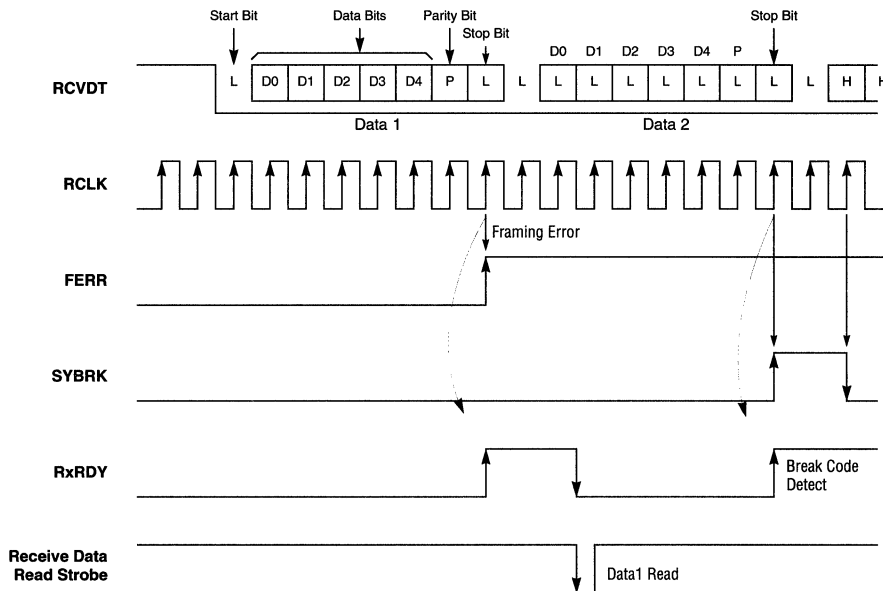 Start Bit Data Bits Parity Bit Stop Bit
Stop Bit
D0 D1 D2 D3 D4 P
RCVDT L D0 D1 D2 D3 D4 P L L L L L L L L L L H H
Data 1 Data 2
RCLK
Framing Error
FERR
SYBRK
RxRDY
Break Code
Detect
Receive Data
Read Strobe
Data1 Read